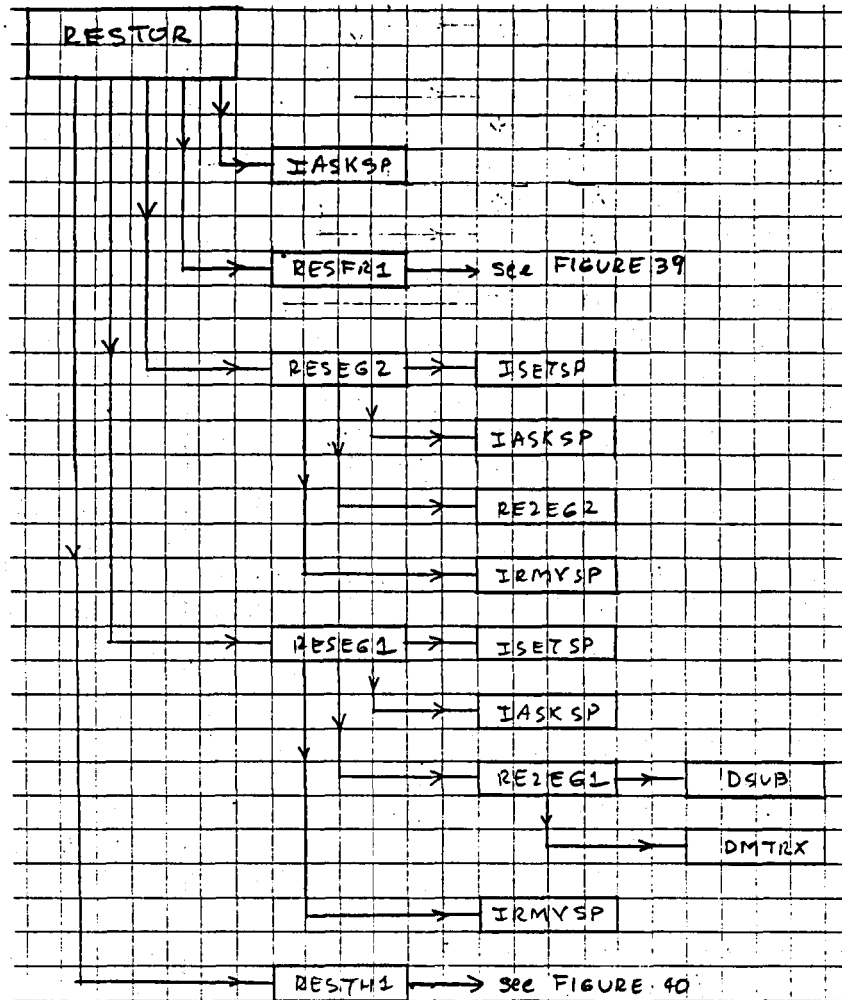 RESTOR
IASKSP
RESFR1 see FIGURE 39
RESEG2 ISETSP
IASKSP
RE2EG2
IRMVSP
RESEG1 ISETSP
IASKSP
RE2EG1 DSUB
DMTRX
IRMVSP
RESTH1 see FIGURE 40